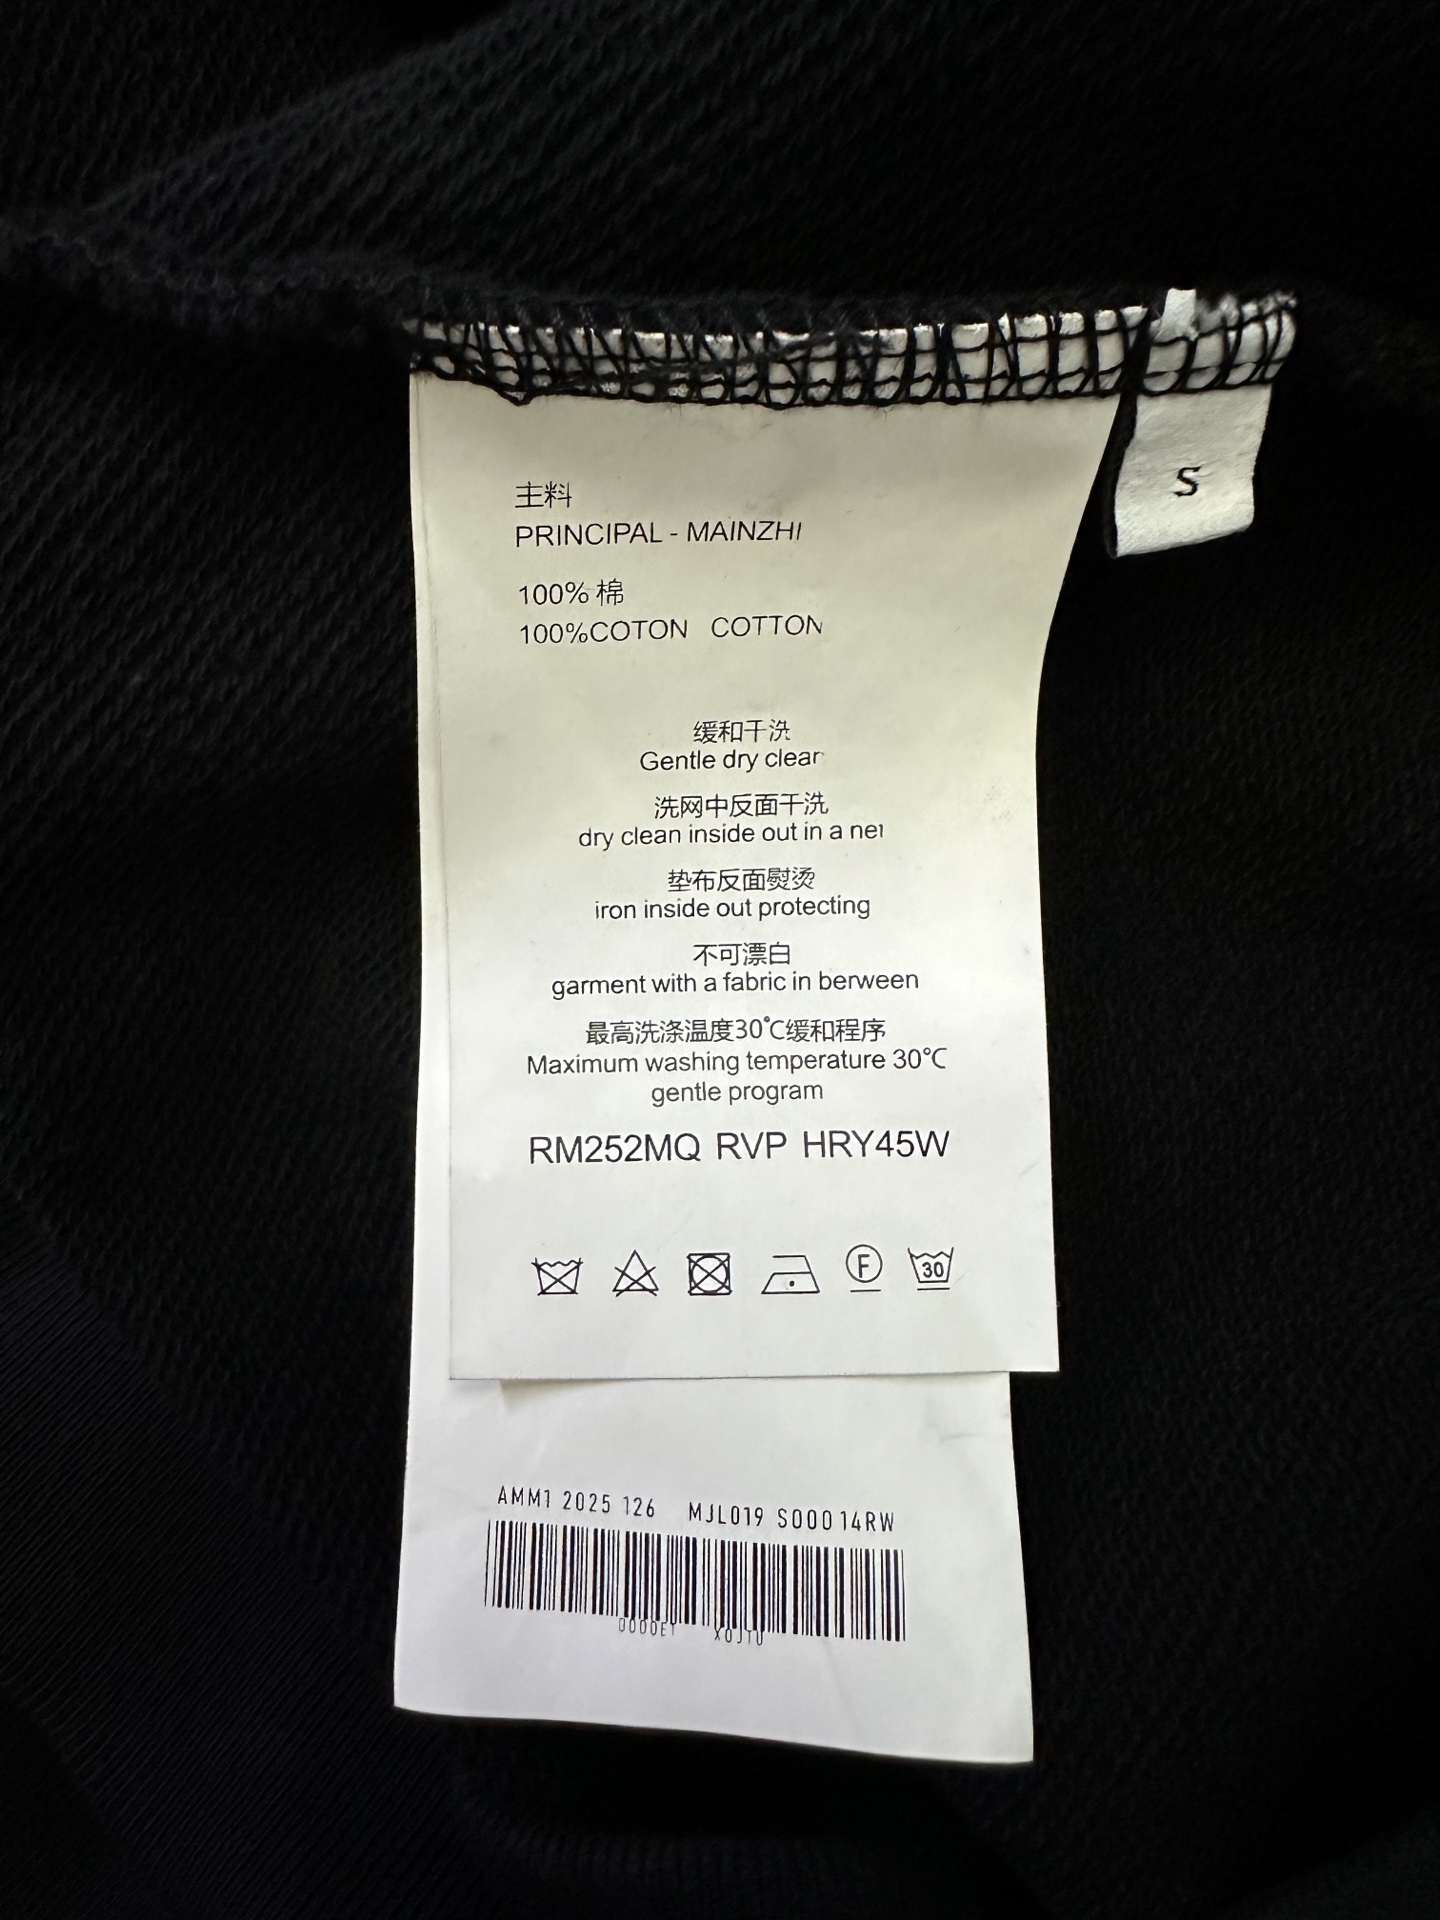 S
主料
PRINCIPAL - MAINZHI
100% 棉
100%COTON COTTON
缓和干洗
Gentle dry clear
洗网中反面干洗
dry clean inside out in a net
垫布反面熨烫
iron inside out protecting
不可漂白
garment with a fabric in berween
最高洗涤温度30℃缓和程序
Maximum washing temperature 30℃
gentle program
RM252MQ RVP HRY45W
F 30
AMM1 2025 126 MJL019 S00014RW